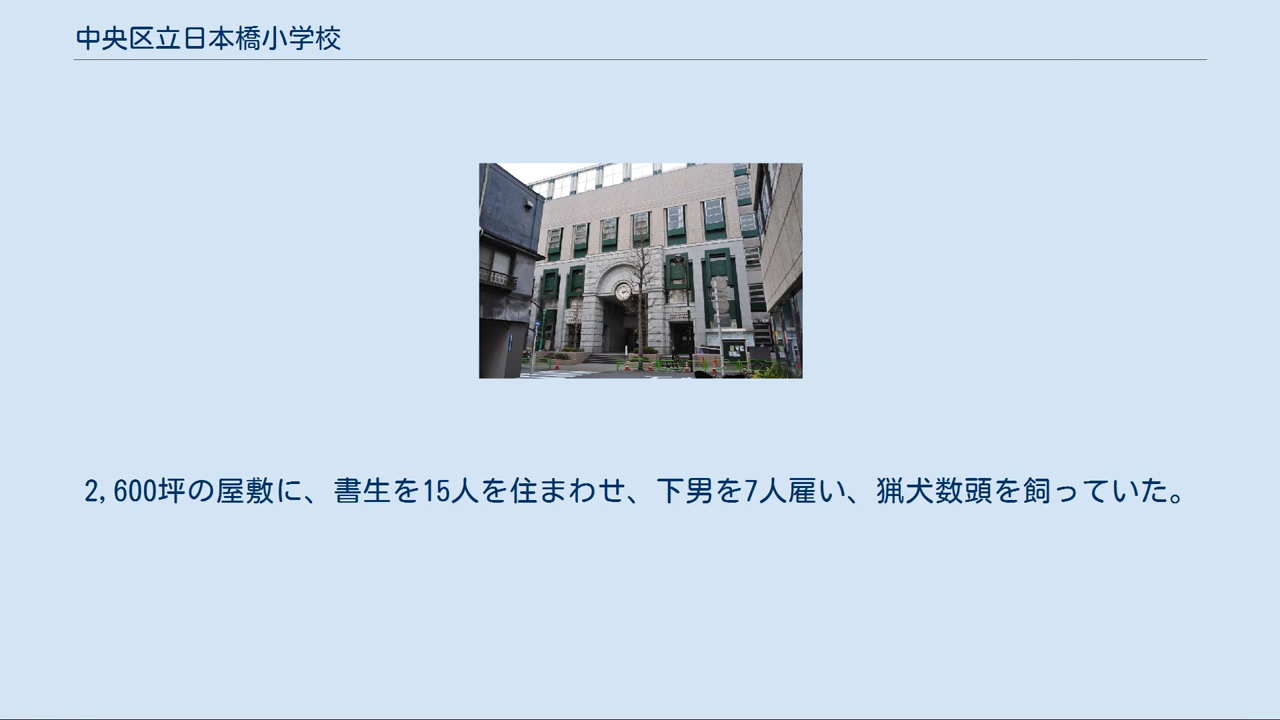 中央区立日本橋小学校
2,600坪の屋敷に、書生を15人を住まわせ、下男を7人雇い、猟犬数頭を飼っていた。